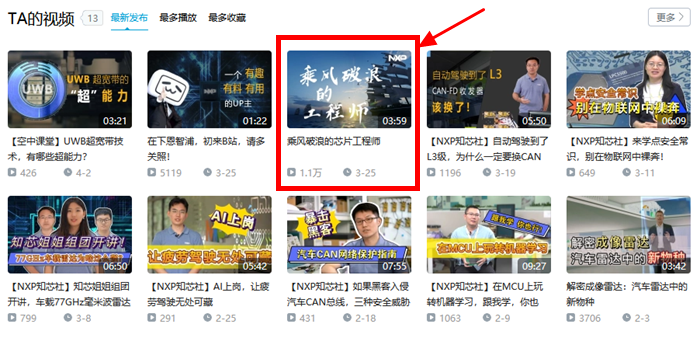 TA的视频 13 最新发布 最多播放 最多收藏 更多 >
UWB 超宽带的
“超”能力
03:21
一个 有趣
有料 有用
的UP主
01:22
NXP
乘风破浪
的
工程师
03:59
自动驾驶到了 L3
CAN-FD收发器
该换了!
05:50
学点安全常识
别在物联网中裸奔
06:09
【空中课堂】UWB超宽带技
术，有哪些超能力?
426 4-2
在下恩智浦，初来B站，请多
关照!
5119 3-25
乘风破浪的芯片工程师
1.1万 3-25
【NXP知芯社】自动驾驶到了
L3级，为什么一定要换CAN
1196 3-19
【NXP知芯社】来学点安全常
识，别在物联网中裸奔!
649 3-11
知芯姐姐组团开讲!
06:50
AI上岗
让疲劳驾驶无处可藏
05:42
暴击
黑客
汽车CAN网络保护指南
07:55
跟我学 你也行
在MCU上玩转机器学习
09:27
解密成像雷达
汽车雷达中的新物种
03:42
【NXP知芯社】知芯姐姐组团
开讲，车载77GHz毫米波雷达
799 3-8
【NXP知芯社】AI上岗，让疲
劳驾驶无处可藏
291 2-25
【NXP知芯社】如果黑客入侵
汽车CAN总线，三种安全威胁
431 2-18
【NXP知芯社】在MCU上玩
转机器学习，跟我学，你也
1063 2-9
解密成像雷达：汽车雷达中的
新物种
3706 2-3